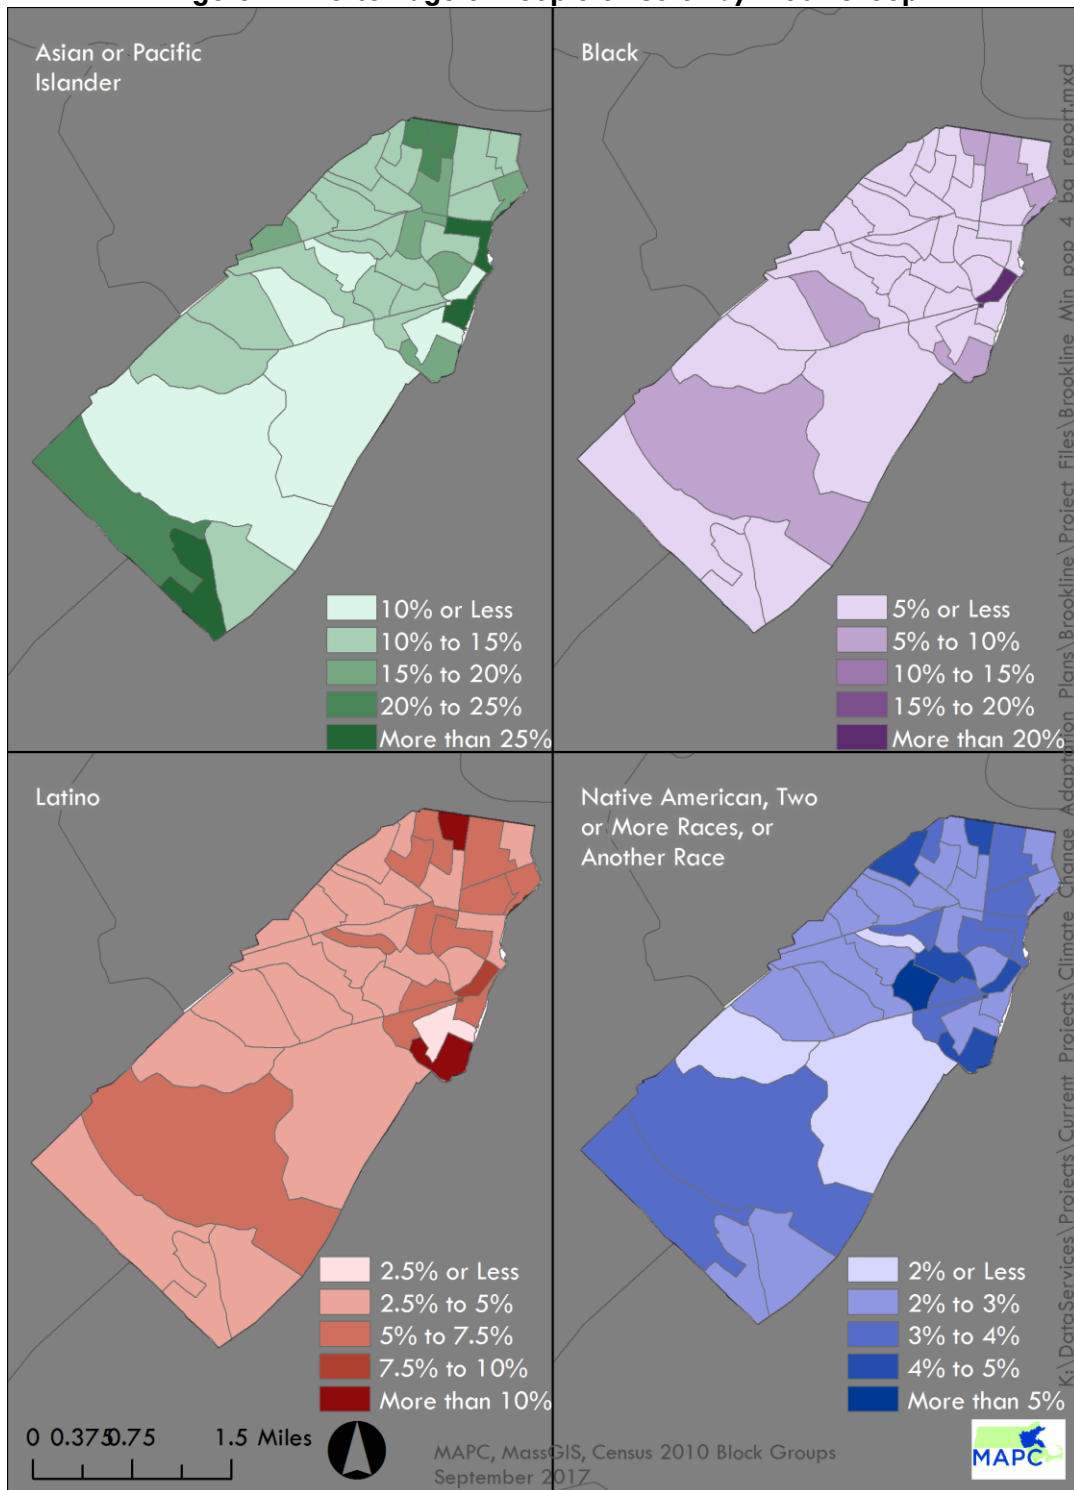 Asian or Pacific
Islander
10% or Less
10% to 15%
15% to 20%
20% to 25%
More than 25%
Black
5% or Less
5% to 10%
10% to 15%
15% to 20%
More than 20%
Latino
2.5% or Less
2.5% to 5%
5% to 7.5%
7.5% to 10%
More than 10%
Native American, Two
or More Races, or
Another Race
2% or Less
2% to 3%
3% to 4%
4% to 5%
More than 5%
0 0.375 0.75 1.5 Miles
MAPC, MassGIS, Census 2010 Block Groups
September 2017
MAPC
K:\DataServices\Projects\Current Projects\Climate Change Adaptation Plans\Brookline\Project Files\Brookline Min pop 4 bg report.mxd